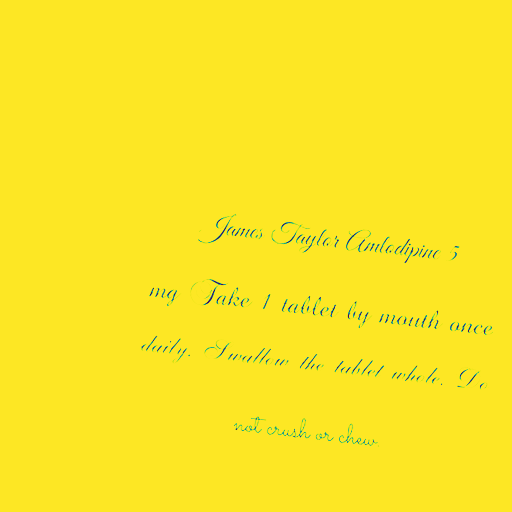 James Taylor Amlodipine 5
mg Take 1 tablet by mouth once
daily. Swallow the tablet whole. Do
not crush or chew.